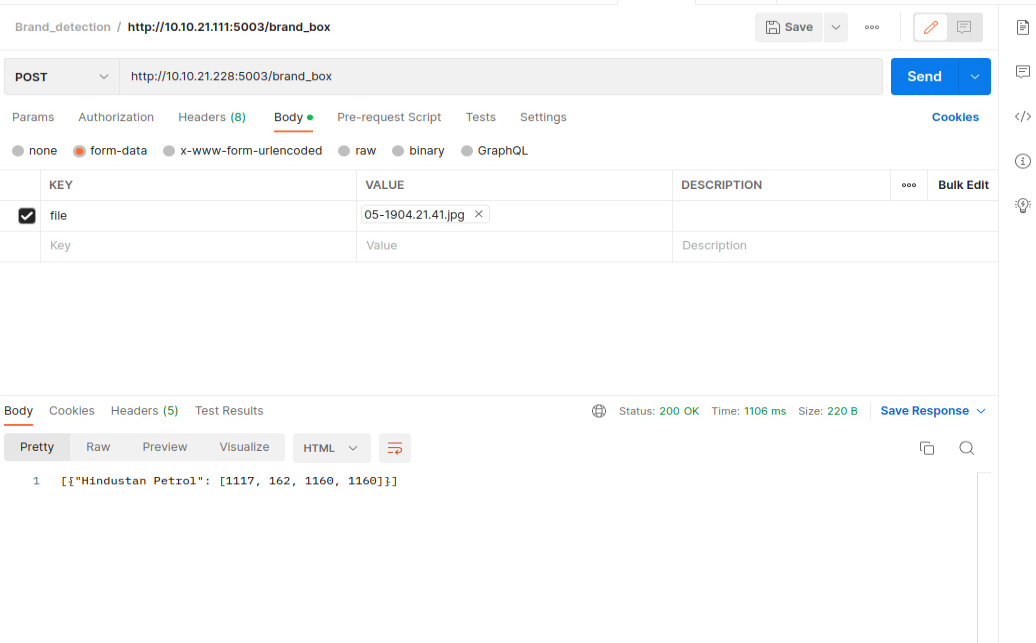 Brand_detection / http://10.10.21.111:5003/brand_box
Save
POST http://10.10.21.228:5003/brand_box Send
Params Authorization Headers (8) Body Pre-request Script Tests Settings Cookies
none form-data x-www-form-urlencoded raw binary GraphQL
KEY VALUE DESCRIPTION Bulk Edit
file 05-1904.21.41.jpg
Key Value Description
Body Cookies Headers (5) Test Results Status: 200 OK Time: 1106 ms Size: 220 B Save Response
Pretty Raw Preview Visualize HTML
1 [{"Hindustan Petrol": [1117, 162, 1160, 1160]}]